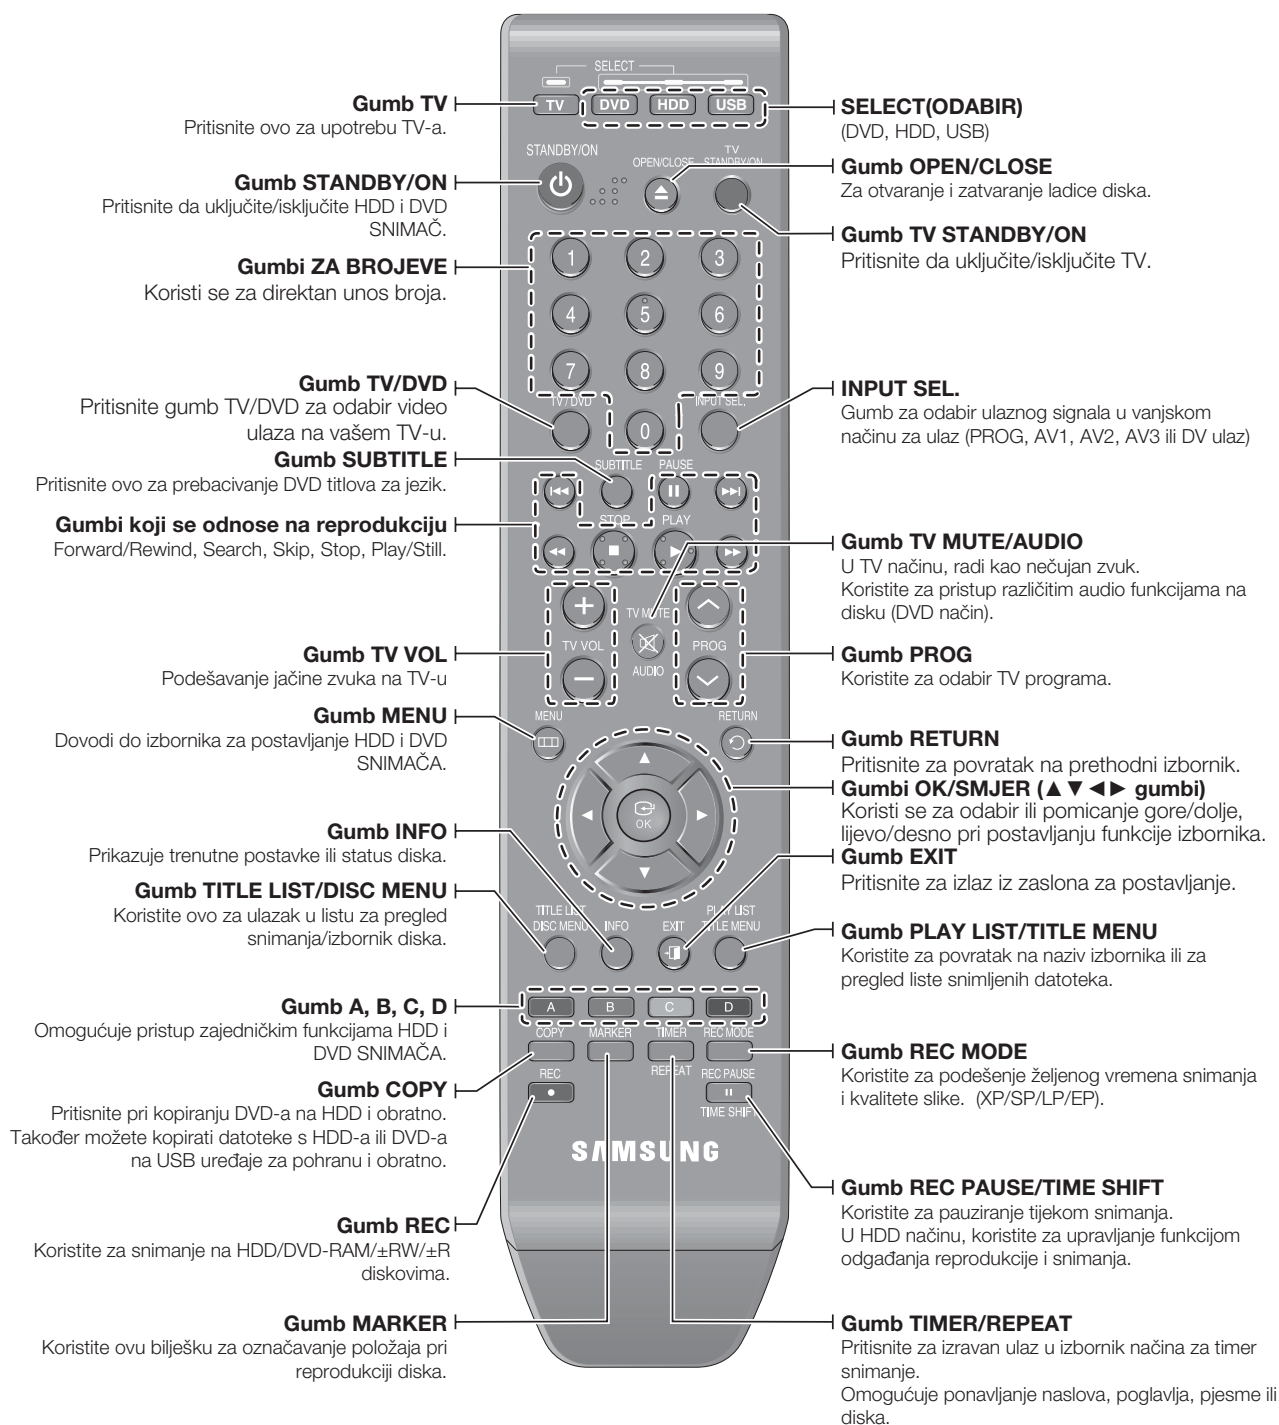 Gumb TV
Pritisnite ovo za upotrebu TV-a.
Gumb STANDBY/ON
Pritisnite da uključite/isključite HDD i DVD
SNIMAČ.
Gumbi ZA BROJEVE
Koristi se za direktan unos broja.
Gumb TV/DVD
Pritisnite gumb TV/DVD za odabir video
ulaza na vašem TV-u.
Gumb SUBTITLE
Pritisnite ovo za prebacivanje DVD titlova za jezik.
Gumbi koji se odnose na reprodukciju
Forward/Rewind, Search, Skip, Stop, Play/Still.
Gumb TV VOL
Podešavanje jačine zvuka na TV-u
Gumb MENU
Dovodi do izbornika za postavljanje HDD i DVD
SNIMAČA.
Gumb INFO
Prikazuje trenutne postavke ili status diska.
Gumb TITLE LIST/DISC MENU
Koristite ovo za ulazak u listu za pregled
snimanja/izbornik diska.
Gumb A, B, C, D
Omogućuje pristup zajedničkim funkcijama HDD i
DVD SNIMAČA.
Gumb COPY
Pritisnite pri kopiranju DVD-a na HDD i obratno.
Također možete kopirati datoteke s HDD-a ili DVD-a
na USB uređaje za pohranu i obratno.
Gumb REC
Koristite za snimanje na HDD/DVD-RAM/±RW/±R
diskovima.
Gumb MARKER
Koristite ovu bilješku za označavanje položaja pri
reprodukciji diska.
SELECT
TV DVD HDD USB
STANDBY/ON
OPEN/CLOSE
TV
STANDBY/ON
1 2 3
4 5 6
7 8 9
TV / DVD
INPUT SEL.
0
SUBTITLE PAUSE
STOP PLAY
TV MUTE
TV VOL
PROG
AUDIO
MENU
RETURN
OK
TITLE LIST
DISC MENU
INFO
EXIT
PLAY LIST
TITLE MENU
A B C D
COPY MARKER TIMER REC MODE
REC
REPEAT
REC PAUSE
TIME SHIFT
SAMSUNG
SELECT(ODABIR)
(DVD, HDD, USB)
Gumb OPEN/CLOSE
Za otvaranje i zatvaranje ladice diska.
Gumb TV STANDBY/ON
Pritisnite da uključite/isključite TV.
INPUT SEL.
Gumb za odabir ulaznog signala u vanjskom
načinu za ulaz (PROG, AV1, AV2, AV3 ili DV ulaz)
Gumb TV MUTE/AUDIO
U TV načinu, radi kao nečujan zvuk.
Koristite za pristup različitim audio funkcijama na
disku (DVD način).
Gumb PROG
Koristite za odabir TV programa.
Gumb RETURN
Pritisnite za povratak na prethodni izbornik.
Gumbi OK/SMJER (▲▼◄► gumbi)
Koristi se za odabir ili pomicanje gore/dolje,
lijevo/desno pri postavljanju funkcije izbornika.
Gumb EXIT
Pritisnite za izlaz iz zaslona za postavljanje.
Gumb PLAY LIST/TITLE MENU
Koristite za povratak na naziv izbornika ili za
pregled liste snimljenih datoteka.
Gumb REC MODE
Koristite za podešenje željenog vremena snimanja
i kvalitete slike. (XP/SP/LP/EP).
Gumb REC PAUSE/TIME SHIFT
Koristite za pauziranje tijekom snimanja.
U HDD načinu, koristite za upravljanje funkcijom
odgađanja reprodukcije i snimanja.
Gumb TIMER/REPEAT
Pritisnite za izravan ulaz u izbornik načina za timer
snimanje.
Omogućuje ponavljanje naslova, poglavlja, pjesme ili
diska.